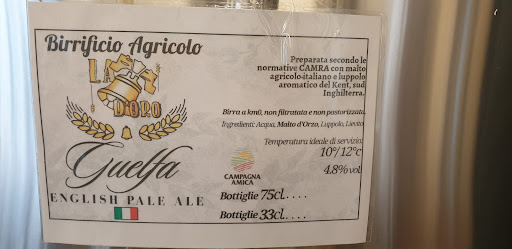 Birrificio Agricolo
LA
D'ORO
Guelfa
ENGLISH PALE ALE
Preparata secondo le
normative CAMRA con malto
agricolo italiano e luppolo
aromatico del Kent, sud
Inghilterra.
Birra a km0, non filtratata e non pastorizzata.
Ingredienti: Acqua, Malto d'Orzo, Luppolo, Lievito
Temperatura ideale di servizio:
10°/12°c
4.8% vol
CAMPAGNA
AMICA
Bottiglie 75cl. . . . .
Bottiglie 33cl. . . . .